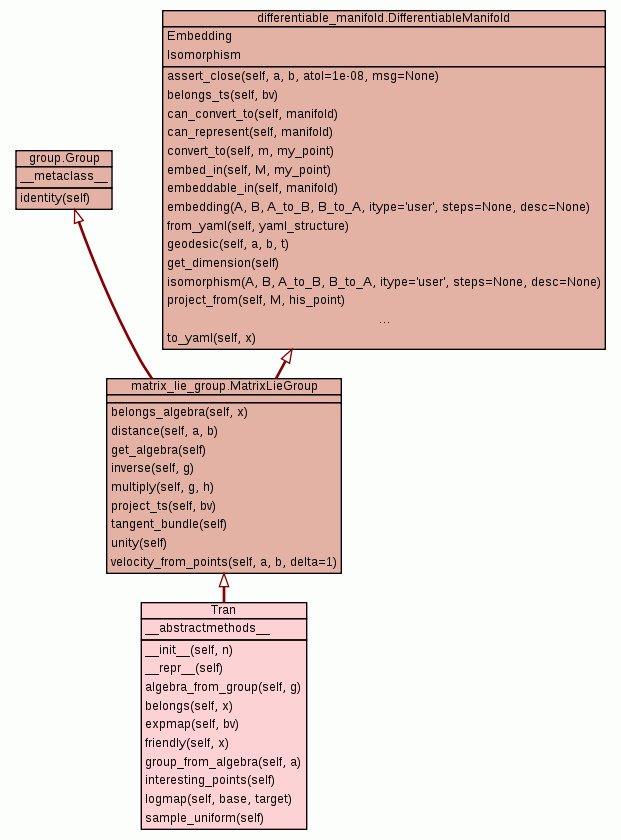 differentiable_manifold.DifferentiableManifold
Embedding
Isomorphism
assert_close(self, a, b, atol=1e-08, msg=None)
belongs_ts(self, bv)
can_convert_to(self, manifold)
can_represent(self, manifold)
convert_to(self, m, my_point)
embed_in(self, M, my_point)
embeddable_in(self, manifold)
embedding(A, B, A_to_B, B_to_A, itype='user', steps=None, desc=None)
from_yaml(self, yaml_structure)
geodesic(self, a, b, t)
get_dimension(self)
isomorphism(A, B, A_to_B, B_to_A, itype='user', steps=None, desc=None)
project_from(self, M, his_point)
...
to_yaml(self, x)
group.Group
__metaclass__
identity(self)
matrix_lie_group.MatrixLieGroup
belongs_algebra(self, x)
distance(self, a, b)
get_algebra(self)
inverse(self, g)
multiply(self, g, h)
project_ts(self, bv)
tangent_bundle(self)
unity(self)
velocity_from_points(self, a, b, delta=1)
Tran
__abstractmethods__
__init__(self, n)
__repr__(self)
algebra_from_group(self, g)
belongs(self, x)
expmap(self, bv)
friendly(self, x)
group_from_algebra(self, a)
interesting_points(self)
logmap(self, base, target)
sample_uniform(self)